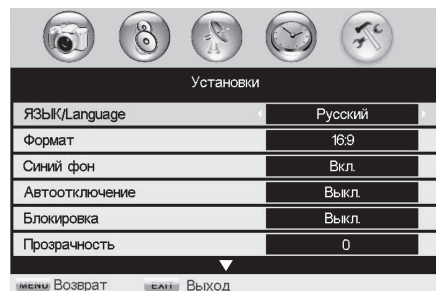 Установки
ЯЗЫК/Language Русский
Формат 16:9
Синий фон Вкл.
Автоотключение Выкл.
Блокировка Выкл.
Прозрачность 0
MENU Возврат EXIT Выход